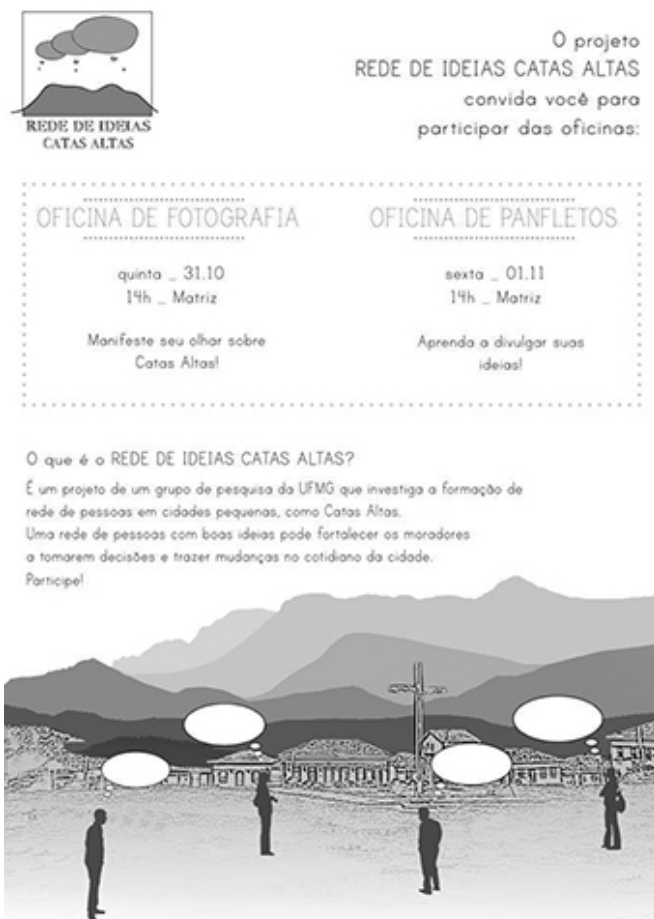 REDE DE IDEIAS
CATAS ALTAS
O projeto
REDE DE IDEIAS CATAS ALTAS
convida você para
participar das oficinas:
OFICINA DE FOTOGRAFIA
quinta _ 31.10
14h _ Matriz
Manifeste seu olhar sobre
Catas Altas!
OFICINA DE PANFLETOS
sexta _ 01.11
14h _ Matriz
Aprenda a divulgar suas
ideias!
O que é o REDE DE IDEIAS CATAS ALTAS?
É um projeto de um grupo de pesquisa da UFMG que investiga a formação de
rede de pessoas em cidades pequenas, como Catas Altas.
Uma rede de pessoas com boas ideias pode fortalecer os moradores
a tomarem decisões e trazer mudanças no cotidiano da cidade.
Participe!